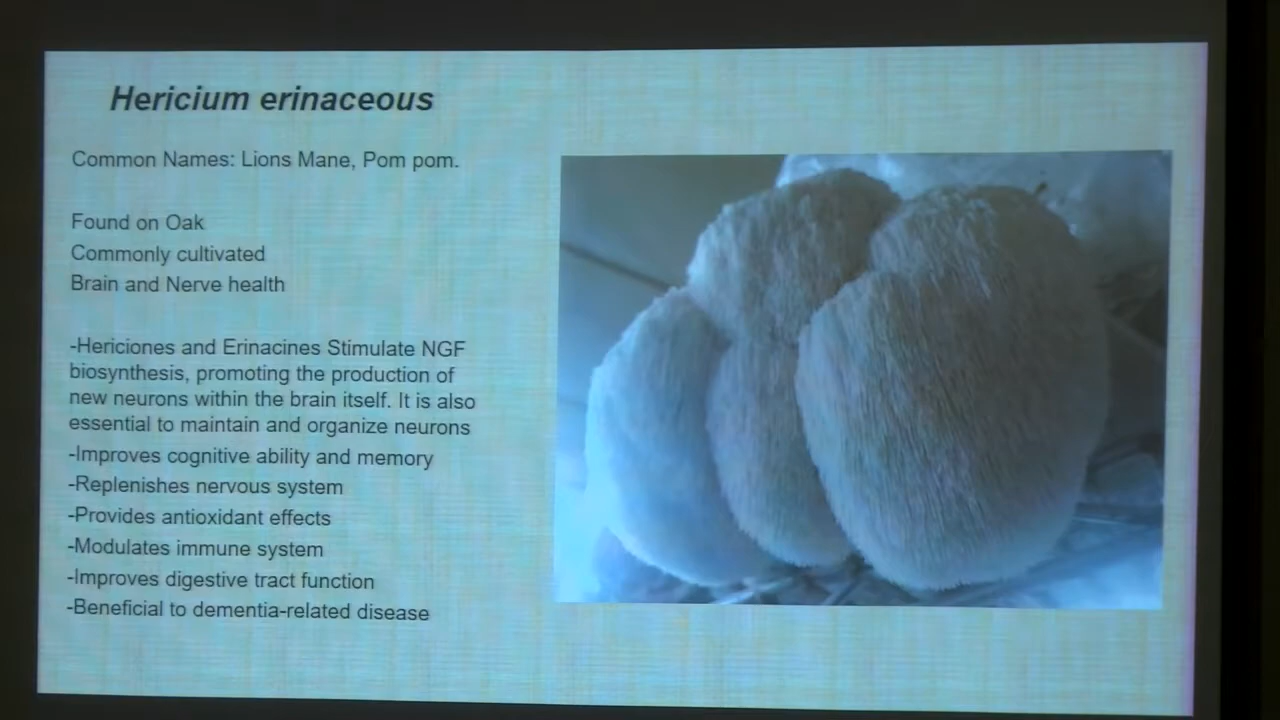 Hericium erinaceous
Common Names: Lions Mane, Pom pom.
Found on Oak
Commonly cultivated
Brain and Nerve health
-Hericiones and Erinacines Stimulate NGF
biosynthesis, promoting the production of
new neurons within the brain itself. It is also
essential to maintain and organize neurons
-Improves cognitive ability and memory
-Replenishes nervous system
-Provides antioxidant effects
-Modulates immune system
-Improves digestive tract function
-Beneficial to dementia-related disease